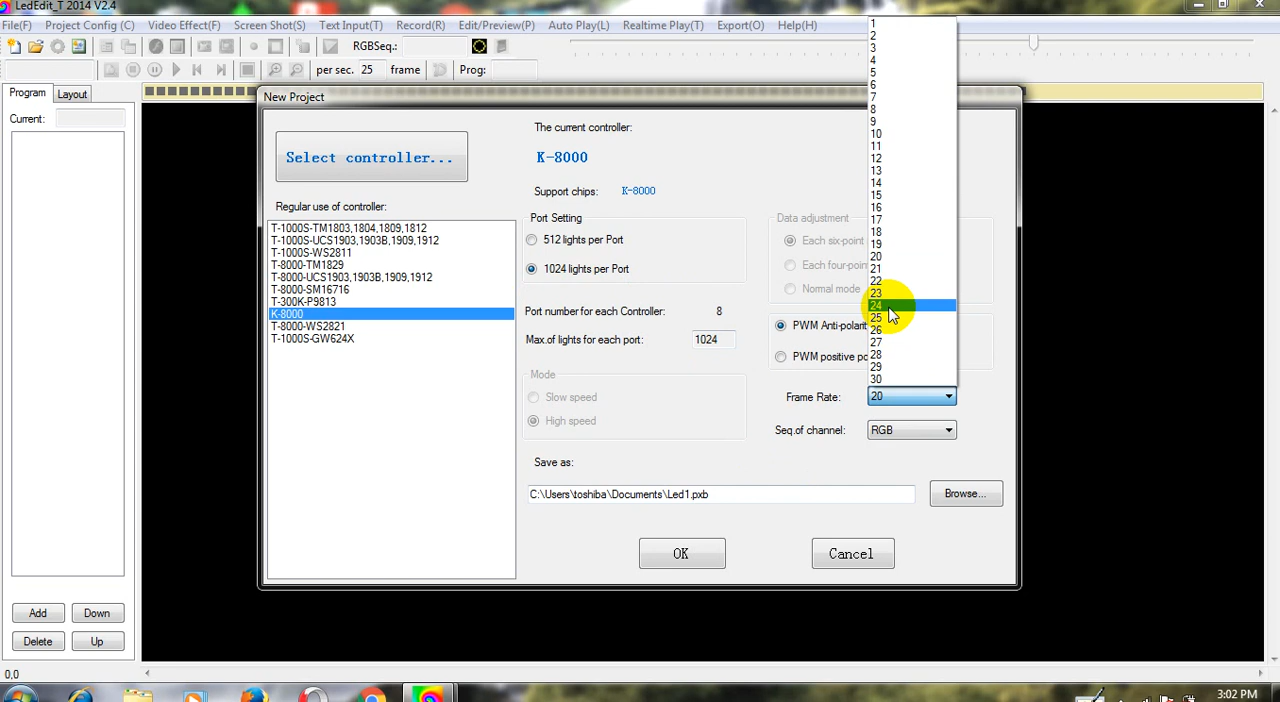 LedEdit_T 2014 V2.4
File(F) Project Config (C) Video Effect(F) Screen Shot(S) Text Input(T) Record(R) Edit/Preview(P) Auto Play(L) Realtime Play(T) Export(O) Help(H)
RGBSeq.:
per sec. 25 frame Prog:
Program Layout
Current:
New Project
Select controller...
The current controller:
K-8000
Support chips: K-8000
Regular use of controller:
T-1000S-TM1803,1804,1809,1812
T-1000S-UCS1903,1903B,1909,1912
T-1000S-WS2811
T-8000-TM1829
T-8000-UCS1903,1903B,1909,1912
T-8000-SM16716
T-300K-P9813
K-8000
T-8000-WS2821
T-1000S-GW624X
Port Setting
512 lights per Port
1024 lights per Port
Port number for each Controller: 8
Max.of lights for each port: 1024
Mode
Slow speed
High speed
Data adjustment
Each six-point
Each four-poin
Normal mode
PWM Anti-polarit
PWM positive po
1
2
3
4
5
6
7
8
9
10
11
12
13
14
15
16
17
18
19
20
21
22
23
24
25
26
27
28
29
30
Frame Rate: 20
Seq.of channel: RGB
Save as:
C:\Users\toshiba\Documents\Led1.pxb
Browse...
OK Cancel
Add Down
Delete Up
0,0
3:02 PM